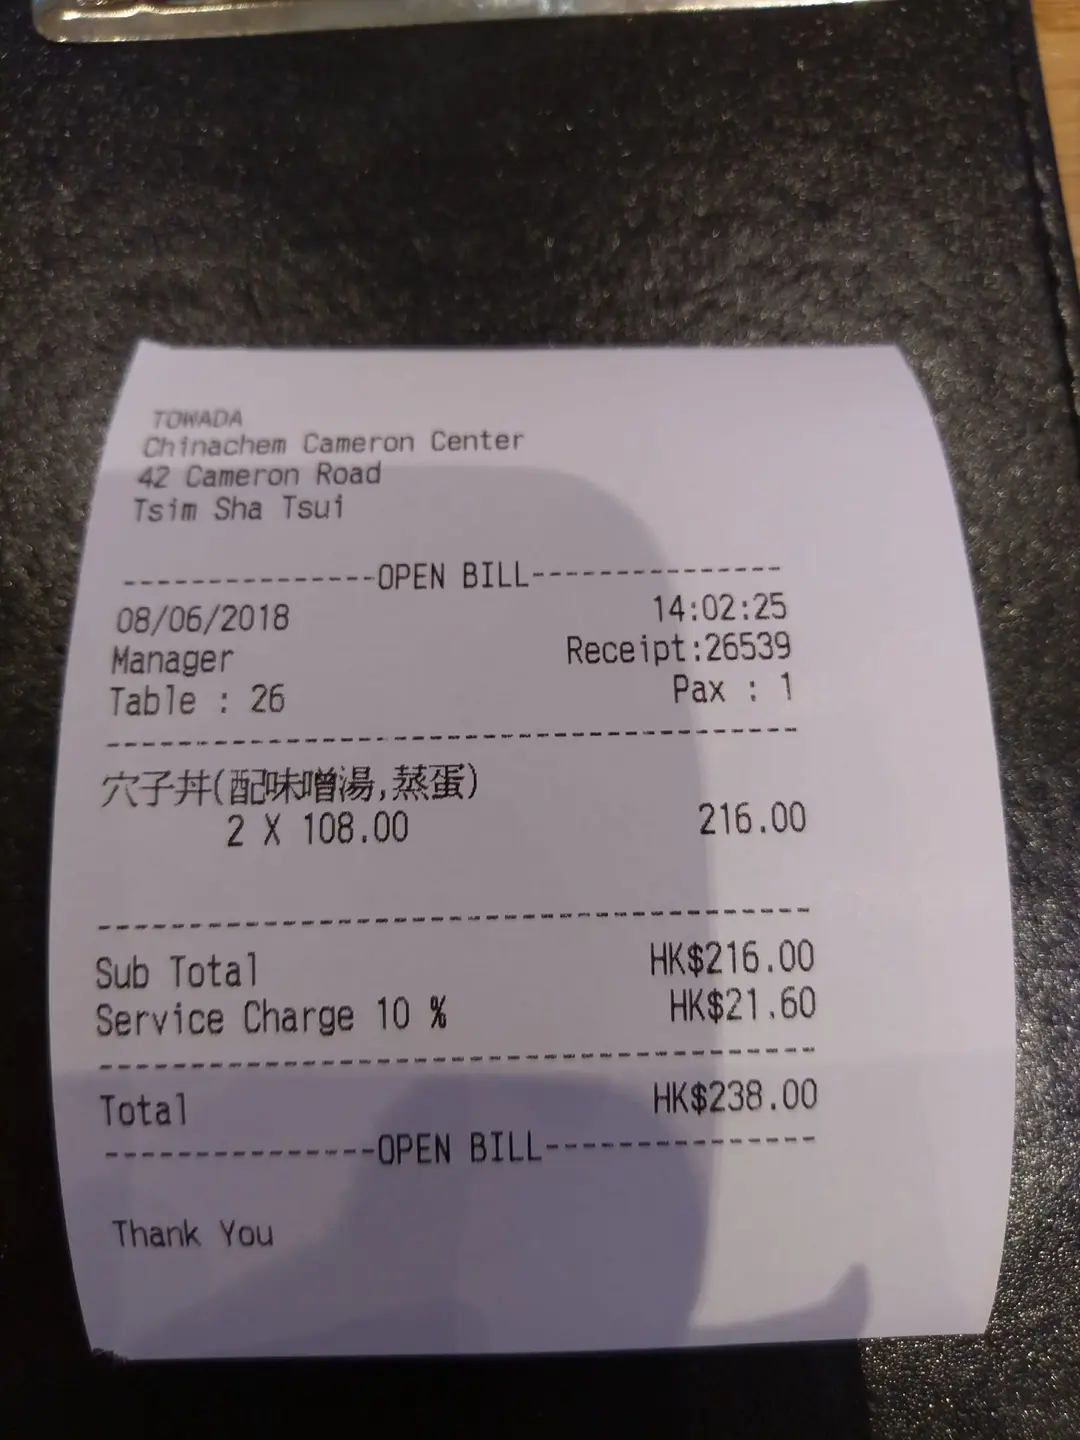 TOWADA
Chinachem Cameron Center
42 Cameron Road
Tsim Sha Tsui
---------------OPEN BILL---------------
08/06/2018 14:02:25
Manager Receipt:26539
Table : 26 Pax : 1
穴子丼(配味噌湯,蒸蛋)
2 X 108.00 216.00
Sub Total HK$216.00
Service Charge 10 % HK$21.60
Total HK$238.00
---------------OPEN BILL---------------
Thank You